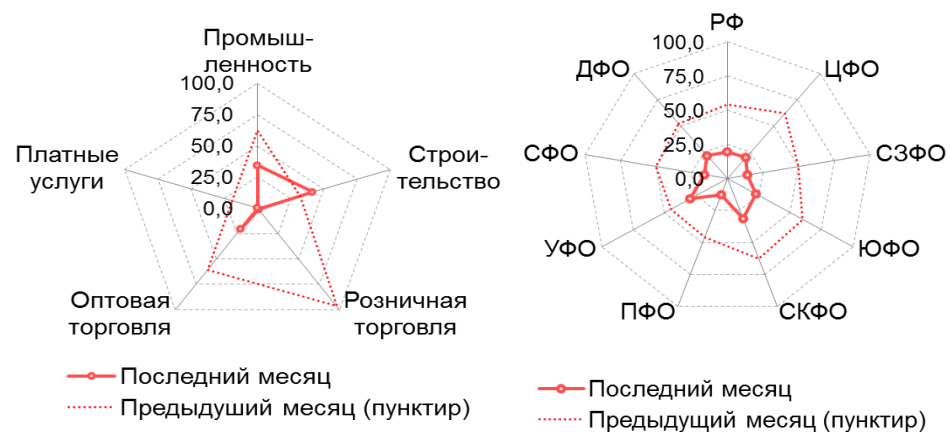 Промыш-
ленность
100,0
75,0
50,0
25,0
0,0
Платные
услуги
Строи-
тельство
Оптовая
торговля
Розничная
торговля
Последний месяц
Предыдуший месяц (пунктир)
РФ
100,0
75,0
50,0
25,0
0,0
ДФО
ЦФО
СФО
СЗФО
УФО
ЮФО
ПФО
СКФО
Последний месяц
Предыдущий месяц (пунктир)